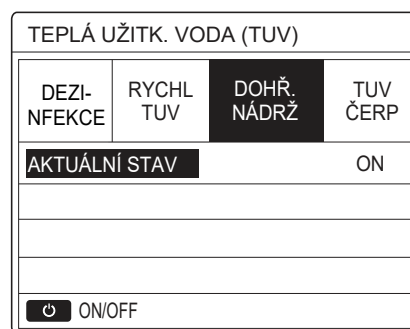 TEPLÁ UŽITK. VODA (TUV)
DEZI-
NFEKCE
RYCHL
TUV
DOHŘ.
NÁDRŽ
TUV
ČERP
AKTUÁLNÍ STAV ON
ON/OFF